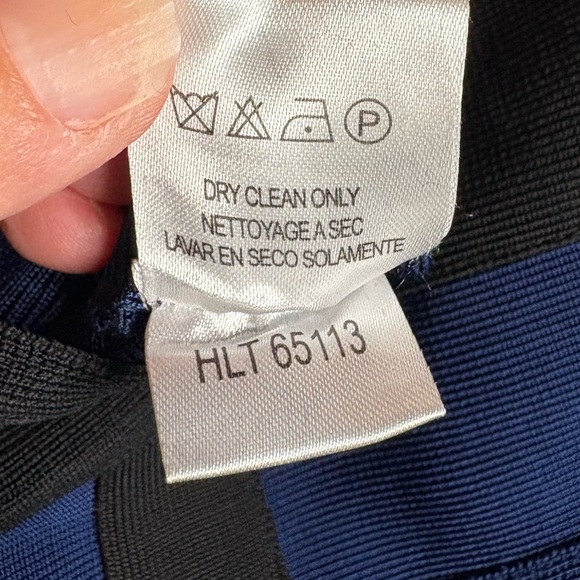 P
DRY CLEAN ONLY
NETTOYAGE A SEC
LAVAR EN SECO SOLAMENTE
HLT 65113